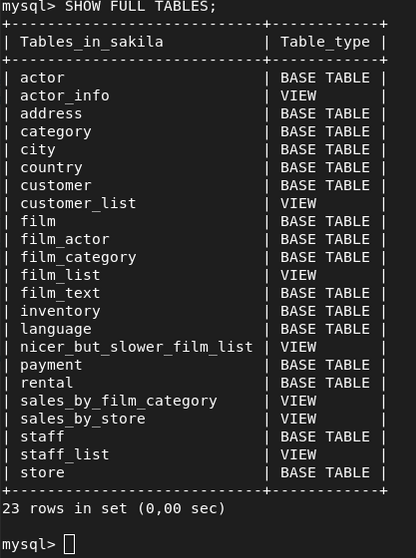 mysql> SHOW FULL TABLES;
+----------------------------+------------+
| Tables_in_sakila           | Table_type |
+----------------------------+------------+
| actor                      | BASE TABLE |
| actor_info                 | VIEW       |
| address                    | BASE TABLE |
| category                   | BASE TABLE |
| city                       | BASE TABLE |
| country                    | BASE TABLE |
| customer                   | BASE TABLE |
| customer_list              | VIEW       |
| film                       | BASE TABLE |
| film_actor                 | BASE TABLE |
| film_category              | BASE TABLE |
| film_list                  | VIEW       |
| film_text                  | BASE TABLE |
| inventory                  | BASE TABLE |
| language                   | BASE TABLE |
| nicer_but_slower_film_list | VIEW       |
| payment                    | BASE TABLE |
| rental                     | BASE TABLE |
| sales_by_film_category     | VIEW       |
| sales_by_store             | VIEW       |
| staff                      | BASE TABLE |
| staff_list                 | VIEW       |
| store                      | BASE TABLE |
+----------------------------+------------+
23 rows in set (0,00 sec)
mysql>